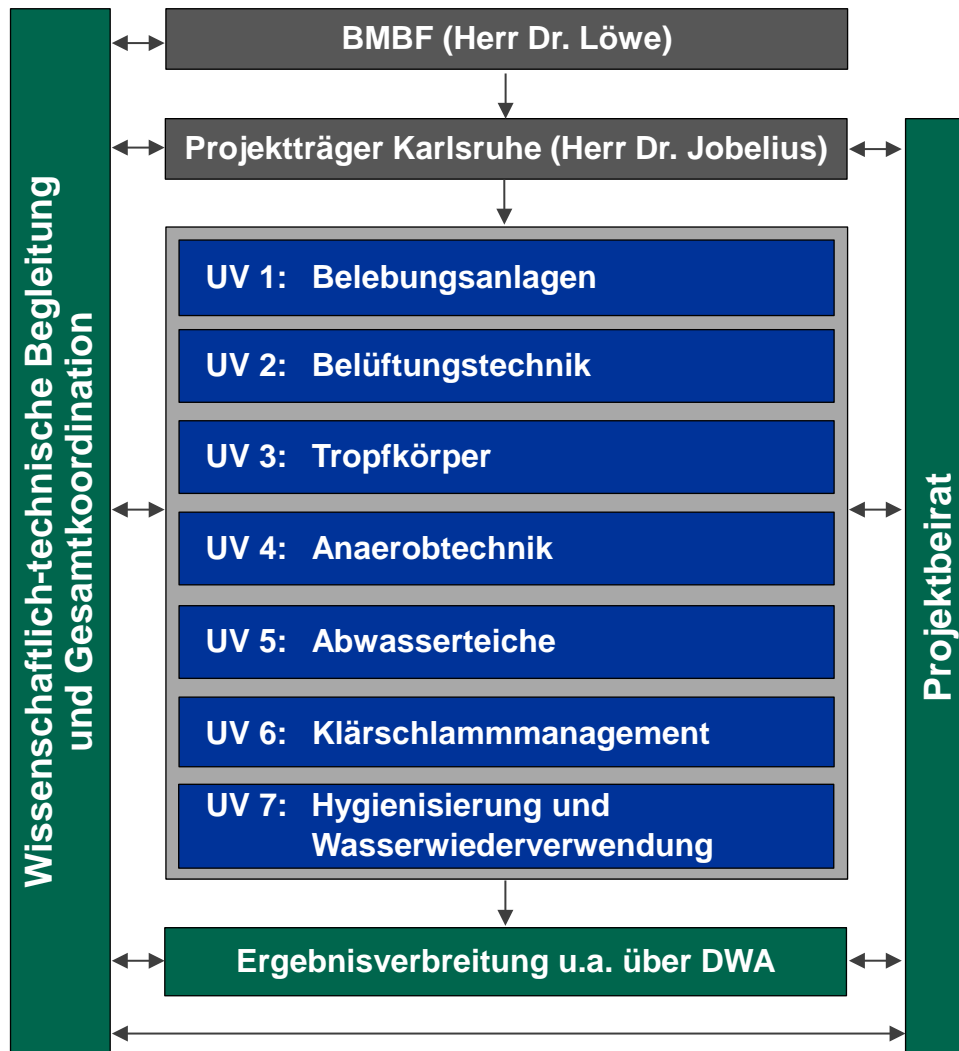 BMBF (Herr Dr. Löwe)
Projektträger Karlsruhe (Herr Dr. Jobelius)
Wissenschaftlich-technische Begleitung
und Gesamtkoordination
UV 1: Belebungsanlagen
UV 2: Belüftungstechnik
UV 3: Tropfkörper
UV 4: Anaerobtechnik
UV 5: Abwasserteiche
UV 6: Klärschlammmanagement
UV 7: Hygienisierung und
Wasserwiederverwendung
Projektbeirat
Ergebnisverbreitung u.a. über DWA